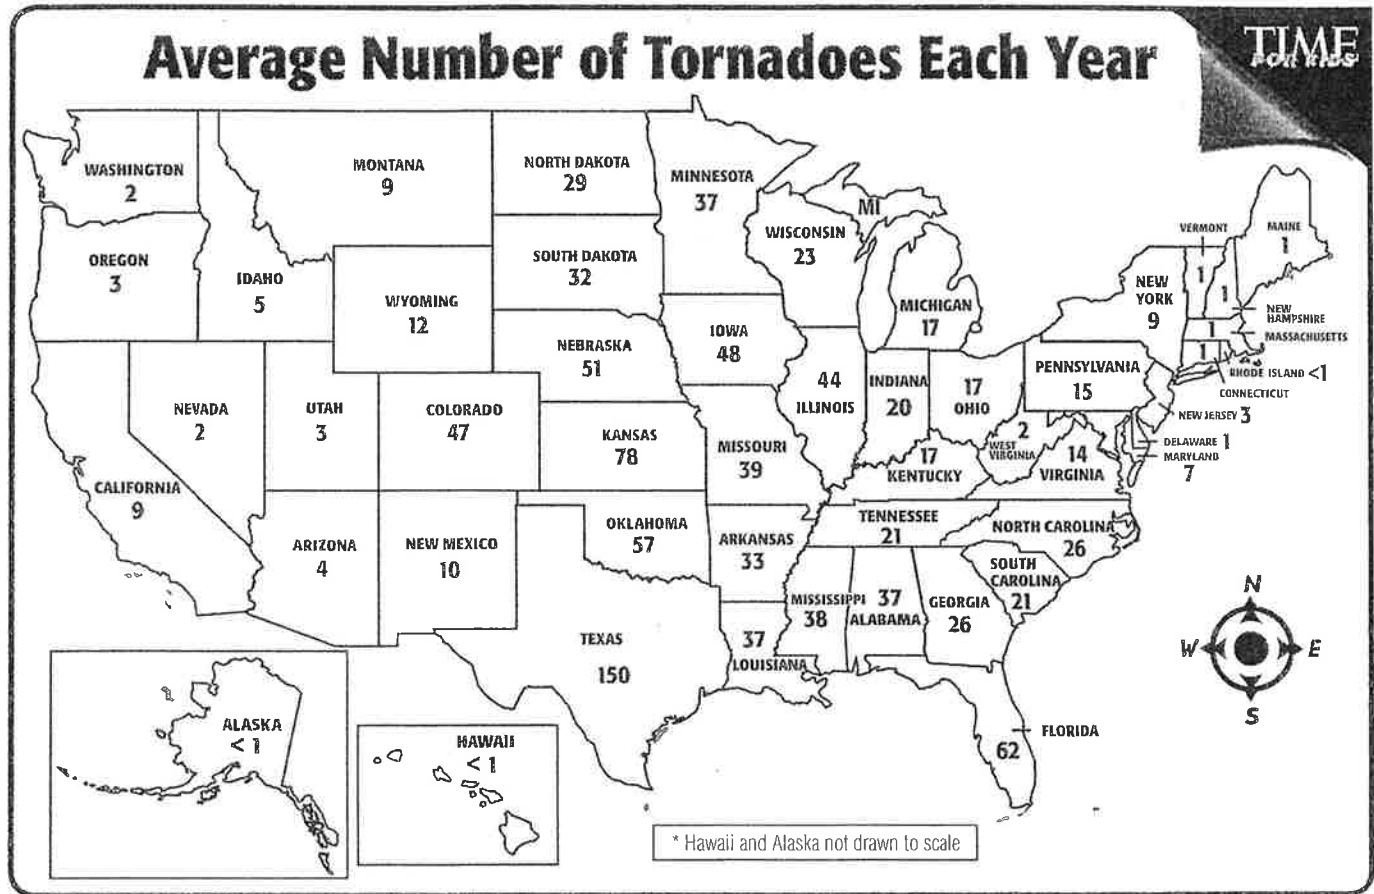 Average Number of Tornadoes Each Year
TIME
FOR KIDS
WASHINGTON
2
MONTANA
9
NORTH DAKOTA
29
MINNESOTA
37
MI
WISCONSIN
23
VERMONT
1
MAINE
1
OREGON
3
IDAHO
5
WYOMING
12
SOUTH DAKOTA
32
MICHIGAN
17
NEW
YORK
9
1
NEW
HAMPSHIRE
1
MASSACHUSETTS
1
RHODE ISLAND <1
CONNECTICUT
IOWA
48
NEBRASKA
51
NEVADA
2
UTAH
3
COLORADO
47
KANSAS
78
MISSOURI
39
44
ILLINOIS
INDIANA
20
17
OHIO
PENNSYLVANIA
15
NEW JERSEY 3
DELAWARE 1
MARYLAND
7
2
WEST
VIRGINIA
14
VIRGINIA
17
KENTUCKY
CALIFORNIA
9
ARIZONA
4
NEW MEXICO
10
OKLAHOMA
57
ARKANSAS
33
TENNESSEE
21
NORTH CAROLINA
26
SOUTH
CAROLINA
21
MISSISSIPPI
38
37
ALABAMA
GEORGIA
26
TEXAS
150
37
LOUISIANA
FLORIDA
62
ALASKA
< 1
HAWAII
< 1
N
W
E
S
* Hawaii and Alaska not drawn to scale